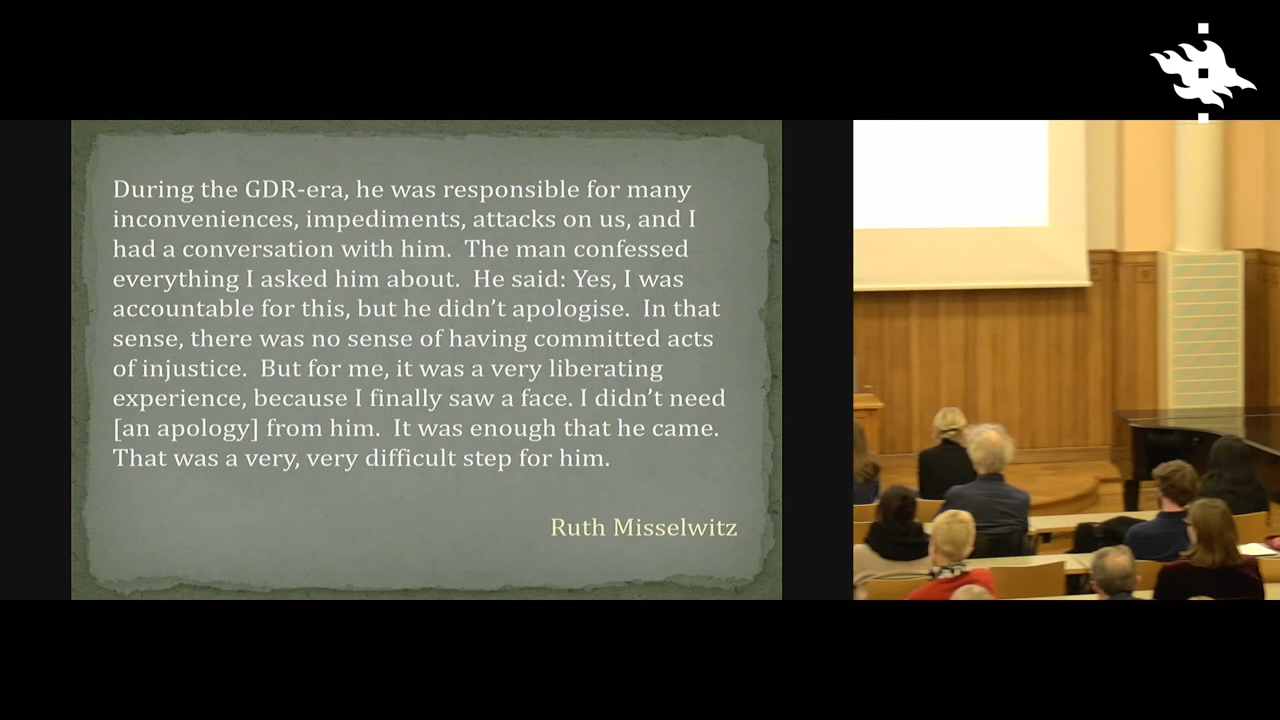 During the GDR-era, he was responsible for many
inconveniences, impediments, attacks on us, and I
had a conversation with him.  The man confessed
everything I asked him about.  He said: Yes, I was
accountable for this, but he didn’t apologise.  In that
sense, there was no sense of having committed acts
of injustice.  But for me, it was a very liberating
experience, because I finally saw a face. I didn’t need
[an apology] from him.  It was enough that he came.
That was a very, very difficult step for him.
Ruth Misselwitz